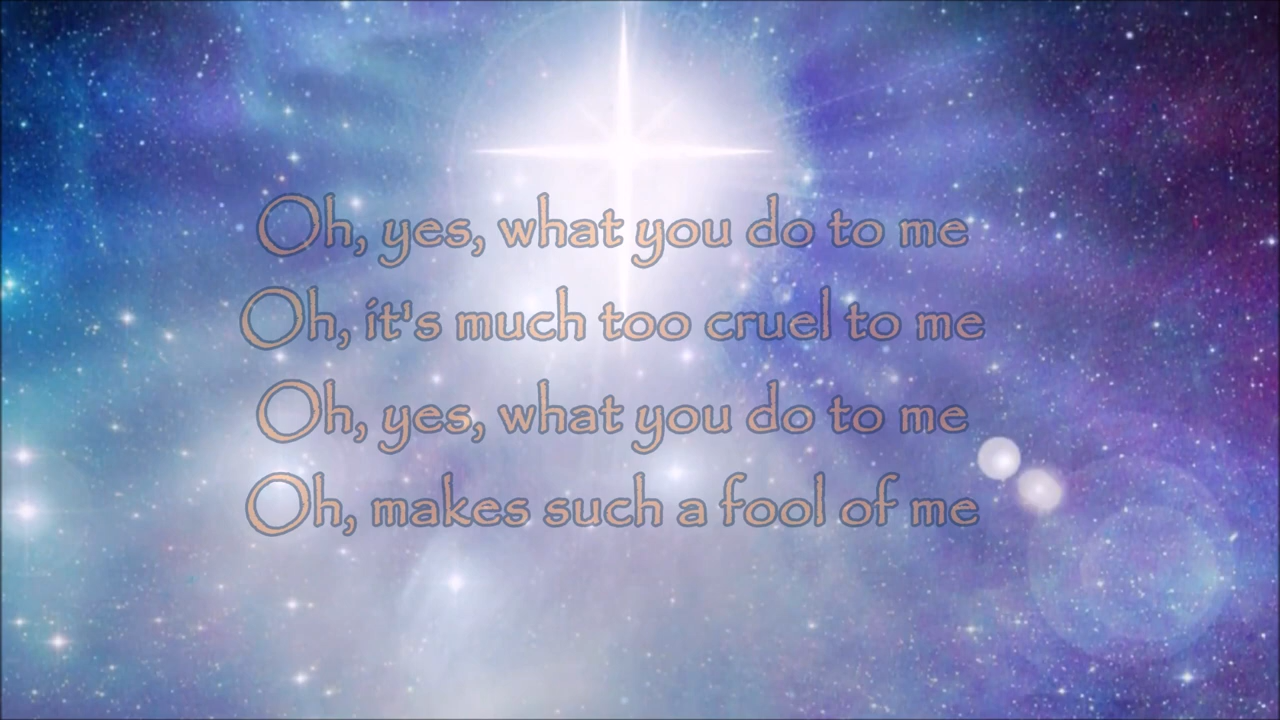 Oh, yes, what you do to me
Oh, it's much too cruel to me
Oh, yes, what you do to me
Oh, makes such a fool of me